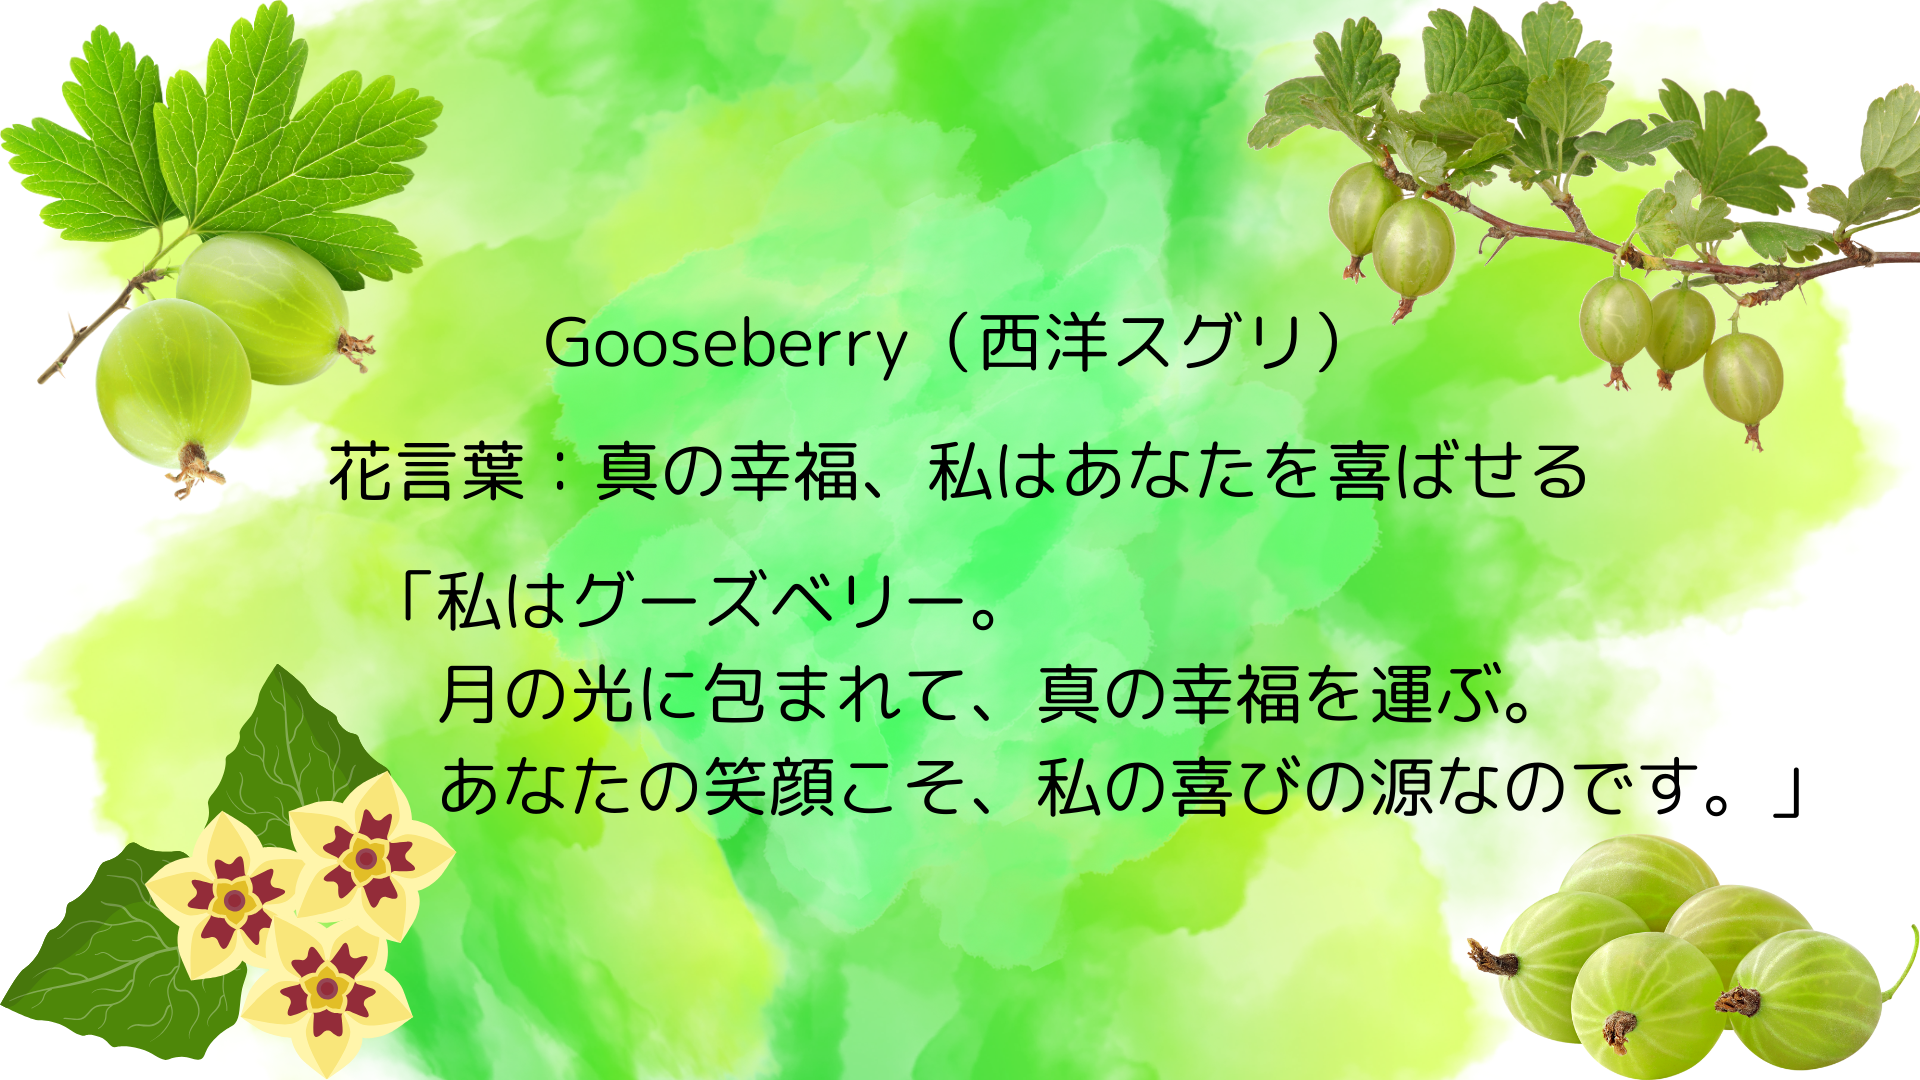 Gooseberry（西洋スグリ）
花言葉：真の幸福、私はあなたを喜ばせる
「私はグーズベリー。
月の光に包まれて、真の幸福を運ぶ。
あなたの笑顔こそ、私の喜びの源なのです。」